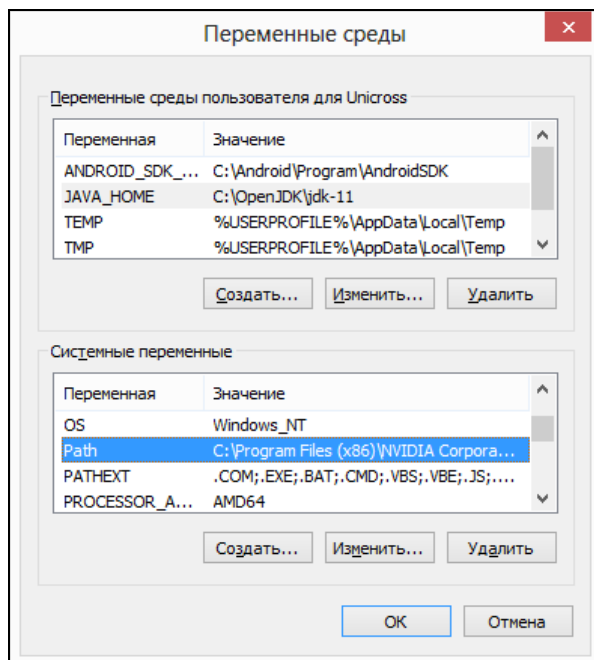 Переменные среды
Переменные среды пользователя для Unicross
Переменная Значение
ANDROID_SDK_... C:\Android\Program\AndroidSDK
JAVA_HOME C:\OpenJDK\jdk-11
TEMP %USERPROFILE%\AppData\Local\Temp
TMP %USERPROFILE%\AppData\Local\Temp
Создать... Изменить... Удалить
Системные переменные
Переменная Значение
OS Windows_NT
Path C:\Program Files (x86)\NVIDIA Corpora...
PATHEXT .COM;.EXE;.BAT;.CMD;.VBS;.VBE;.JS;....
PROCESSOR_A... AMD64
Создать... Изменить... Удалить
ОК Отмена